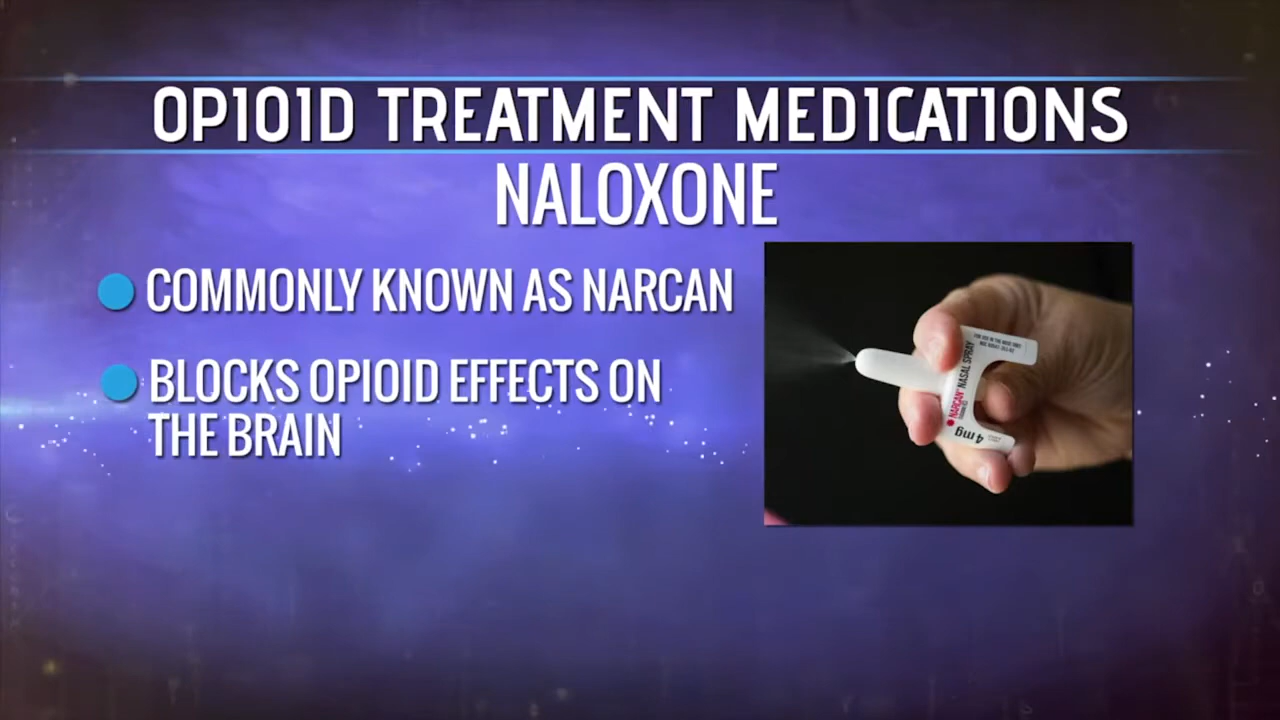 OPIOID TREATMENT MEDICATIONS
NALOXONE
COMMONLY KNOWN AS NARCAN
BLOCKS OPIOID EFFECTS ON
THE BRAIN
NARCAN NASAL SPRAY
4 mg